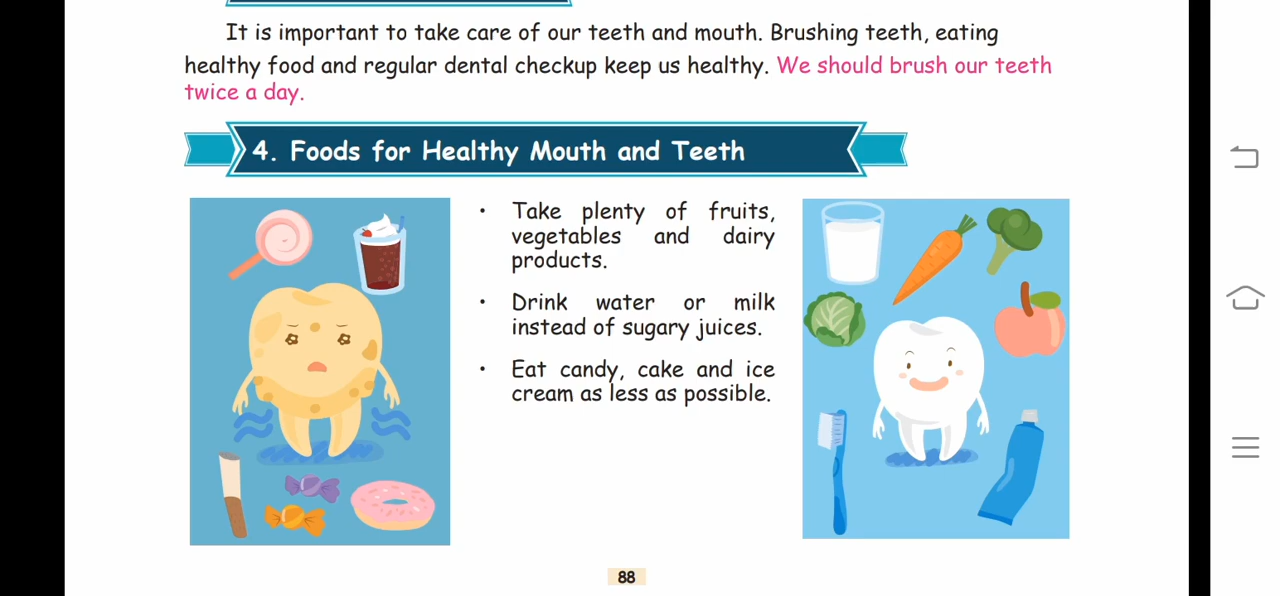 It is important to take care of our teeth and mouth. Brushing teeth, eating
healthy food and regular dental checkup keep us healthy. We should brush our teeth
twice a day.
4. Foods for Healthy Mouth and Teeth
• Take plenty of fruits,
vegetables and dairy
products.
• Drink water or milk
instead of sugary juices.
• Eat candy, cake and ice
cream as less as possible.
88